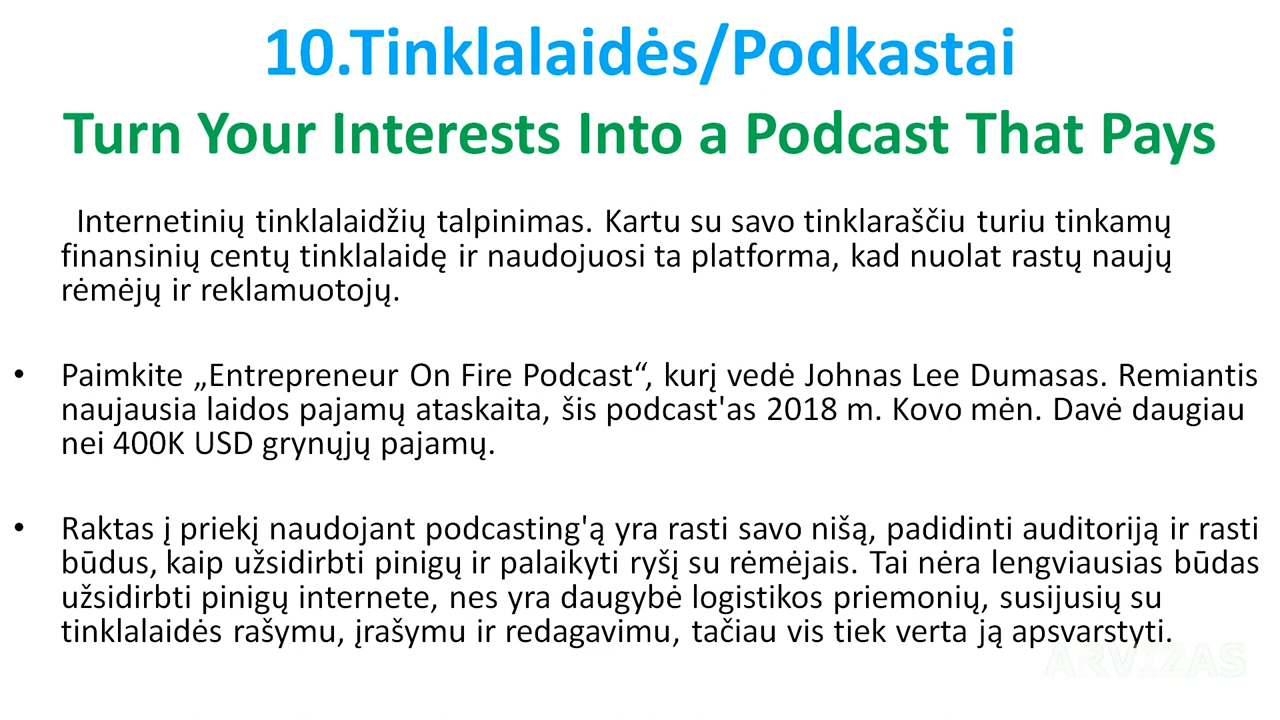 10.Tinklalaidės/Podkastai
Turn Your Interests Into a Podcast That Pays
Internetinių tinklalaidžių talpinimas. Kartu su savo tinklaraščiu turiu tinkamų
finansinių centų tinklalaidę ir naudojuosi ta platforma, kad nuolat rastų naujų
rėmėjų ir reklamuotojų.
• Paimkite „Entrepreneur On Fire Podcast“, kurį vedė Johnas Lee Dumasas. Remiantis
naujausia laidos pajamų ataskaita, šis podcast'as 2018 m. Kovo mėn. Davė daugiau
nei 400K USD grynųjų pajamų.
• Raktas į priekį naudojant podcasting'ą yra rasti savo nišą, padidinti auditoriją ir rasti
būdus, kaip užsidirbti pinigų ir palaikyti ryšį su rėmėjais. Tai nėra lengviausias būdas
užsidirbti pinigų internete, nes yra daugybė logistikos priemonių, susijusių su
tinklalaidės rašymu, įrašymu ir redagavimu, tačiau vis tiek verta ją apsvarstyti.
ARVIZAS